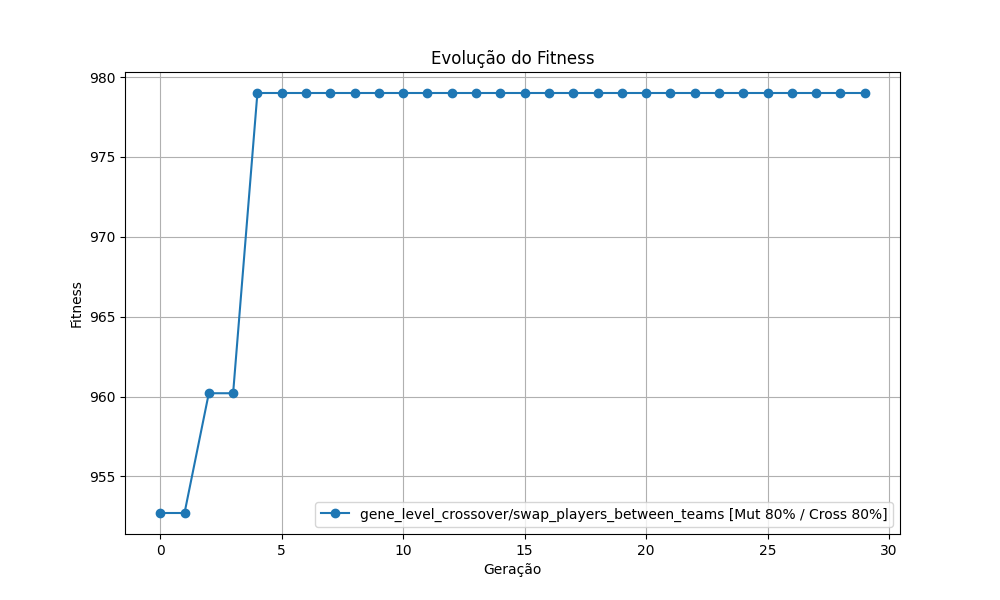 Evolução do Fitness
Fitness
980
975
970
965
960
955
gene_level_crossover/swap_players_between_teams [Mut 80% / Cross 80%]
0 5 10 15 20 25 30
Geração